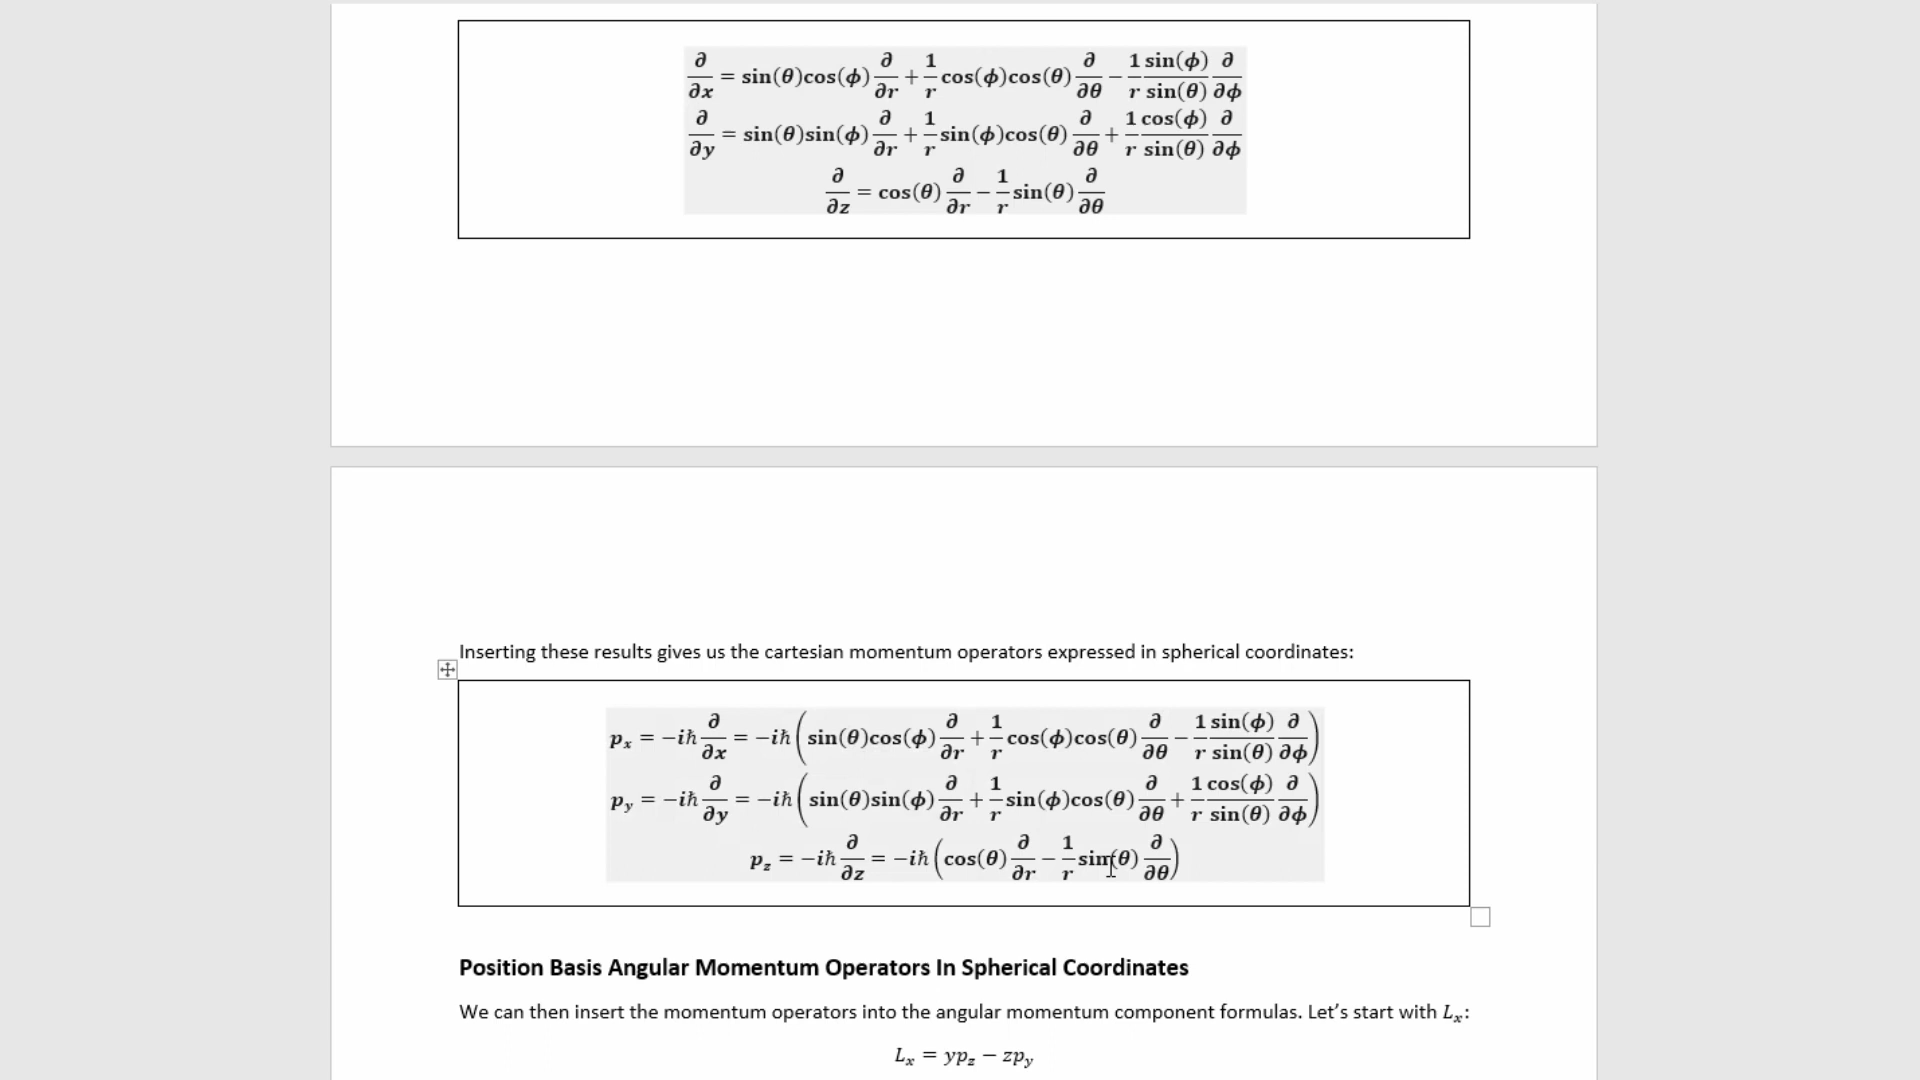 ∂/∂x = sin(θ)cos(ϕ) ∂/∂r + 1/r cos(ϕ)cos(θ) ∂/∂θ − 1/r sin(ϕ)/sin(θ) ∂/∂ϕ
∂/∂y = sin(θ)sin(ϕ) ∂/∂r + 1/r sin(ϕ)cos(θ) ∂/∂θ + 1/r cos(ϕ)/sin(θ) ∂/∂ϕ
∂/∂z = cos(θ) ∂/∂r − 1/r sin(θ) ∂/∂θ
Inserting these results gives us the cartesian momentum operators expressed in spherical coordinates:
pₓ = −iħ ∂/∂x = −iħ (sin(θ)cos(ϕ) ∂/∂r + 1/r cos(ϕ)cos(θ) ∂/∂θ − 1/r sin(ϕ)/sin(θ) ∂/∂ϕ)
p_y = −iħ ∂/∂y = −iħ (sin(θ)sin(ϕ) ∂/∂r + 1/r sin(ϕ)cos(θ) ∂/∂θ + 1/r cos(ϕ)/sin(θ) ∂/∂ϕ)
p_z = −iħ ∂/∂z = −iħ (cos(θ) ∂/∂r − 1/r sin(θ) ∂/∂θ)
Position Basis Angular Momentum Operators In Spherical Coordinates
We can then insert the momentum operators into the angular momentum component formulas. Let’s start with Lₓ:
Lₓ = yp_z − zp_y